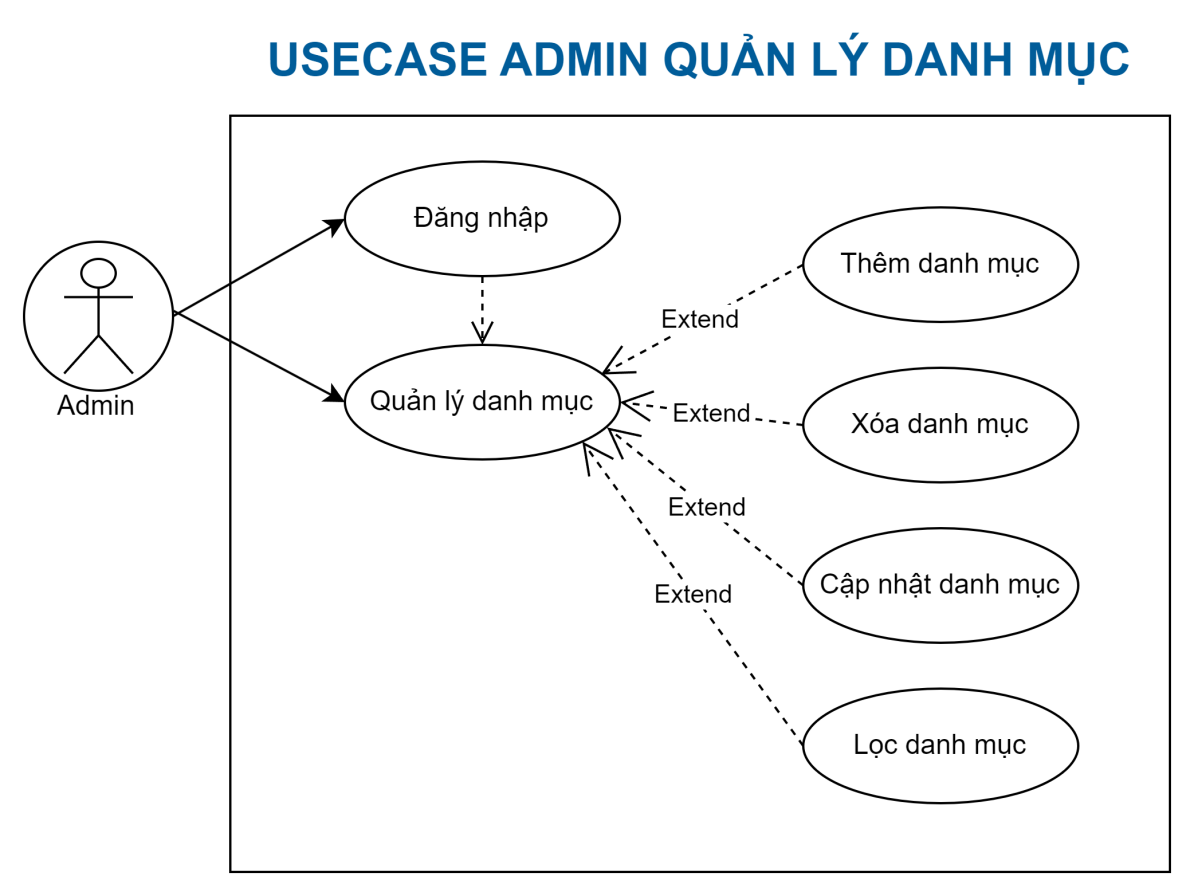 USECASE ADMIN QUẢN LÝ DANH MỤC
Đăng nhập
Thêm danh mục
Extend
Admin
Quản lý danh mục
Extend
Xóa danh mục
Extend
Cập nhật danh mục
Extend
Lọc danh mục